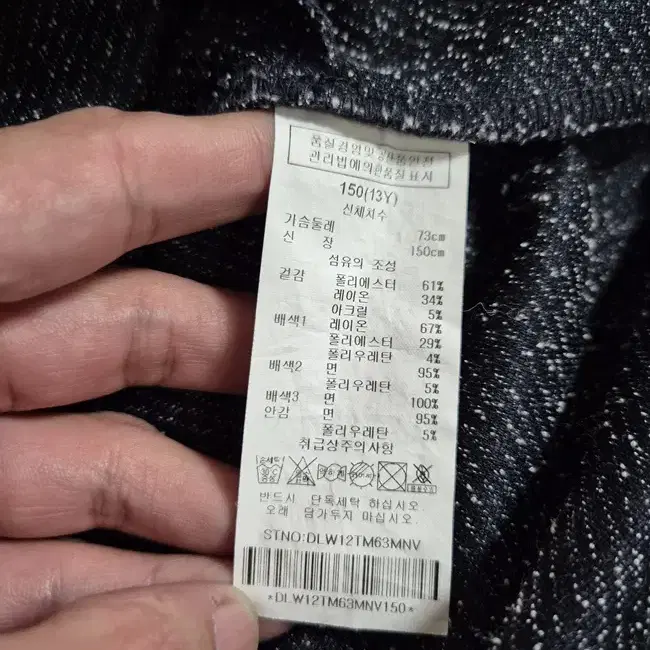 품질경영및공산품안전
관리법에의한품질표시
150(13Y)
신체치수
가슴둘레 73cm
신 장 150cm
섬유의 조성
겉감 폴리에스터 61%
레이온 34%
아크릴 5%
배색1 레이온 67%
폴리에스터 29%
폴리우레탄 4%
배색2 면 95%
폴리우레탄 5%
배색3 면 100%
안감 면 95%
폴리우레탄 5%
취급상주의사항
손세탁
30℃
중성
반드시 단독세탁 하십시오.
오래 담가두지 마십시오.
STNO:DLW12TM63MNV
*DLW12TM63MNV150*